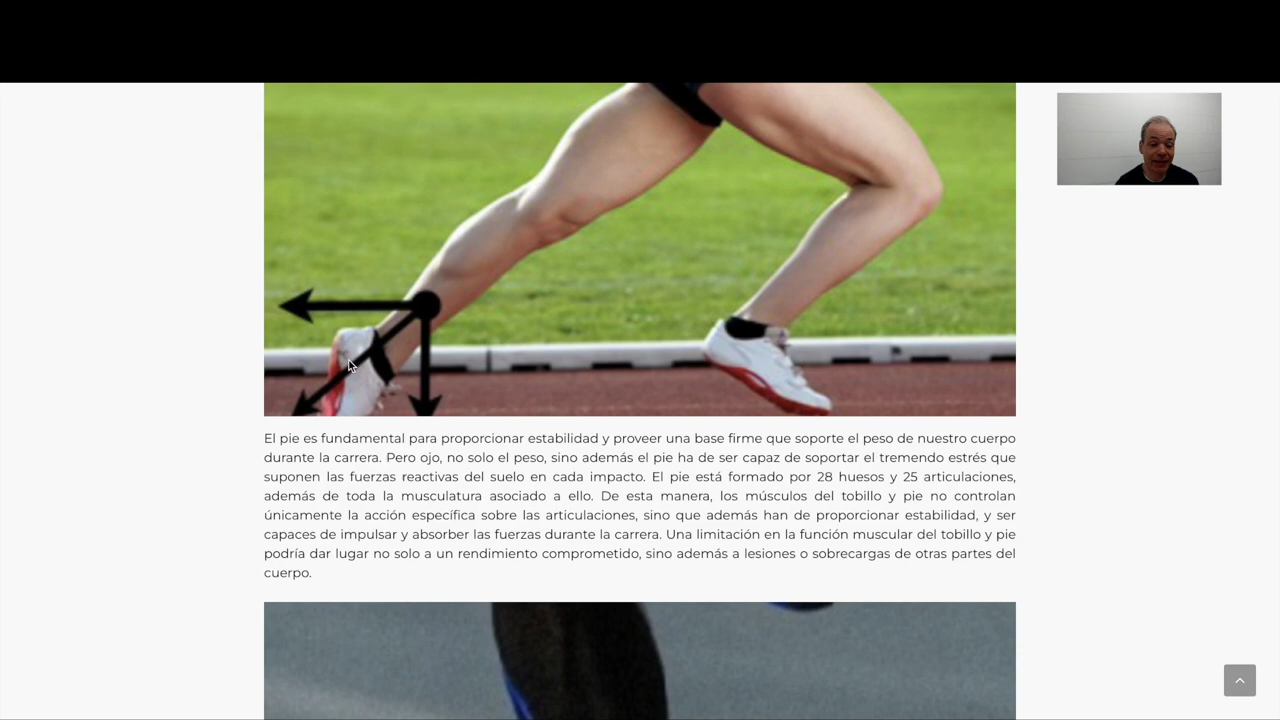 El pie es fundamental para proporcionar estabilidad y proveer una base firme que soporte el peso de nuestro cuerpo
durante la carrera. Pero ojo, no solo el peso, sino además el pie ha de ser capaz de soportar el tremendo estrés que
suponen las fuerzas reactivas del suelo en cada impacto. El pie está formado por 28 huesos y 25 articulaciones,
además de toda la musculatura asociado a ello. De esta manera, los músculos del tobillo y pie no controlan
únicamente la acción específica sobre las articulaciones, sino que además han de proporcionar estabilidad, y ser
capaces de impulsar y absorber las fuerzas durante la carrera. Una limitación en la función muscular del tobillo y pie
podría dar lugar no solo a un rendimiento comprometido, sino además a lesiones o sobrecargas de otras partes del
cuerpo.